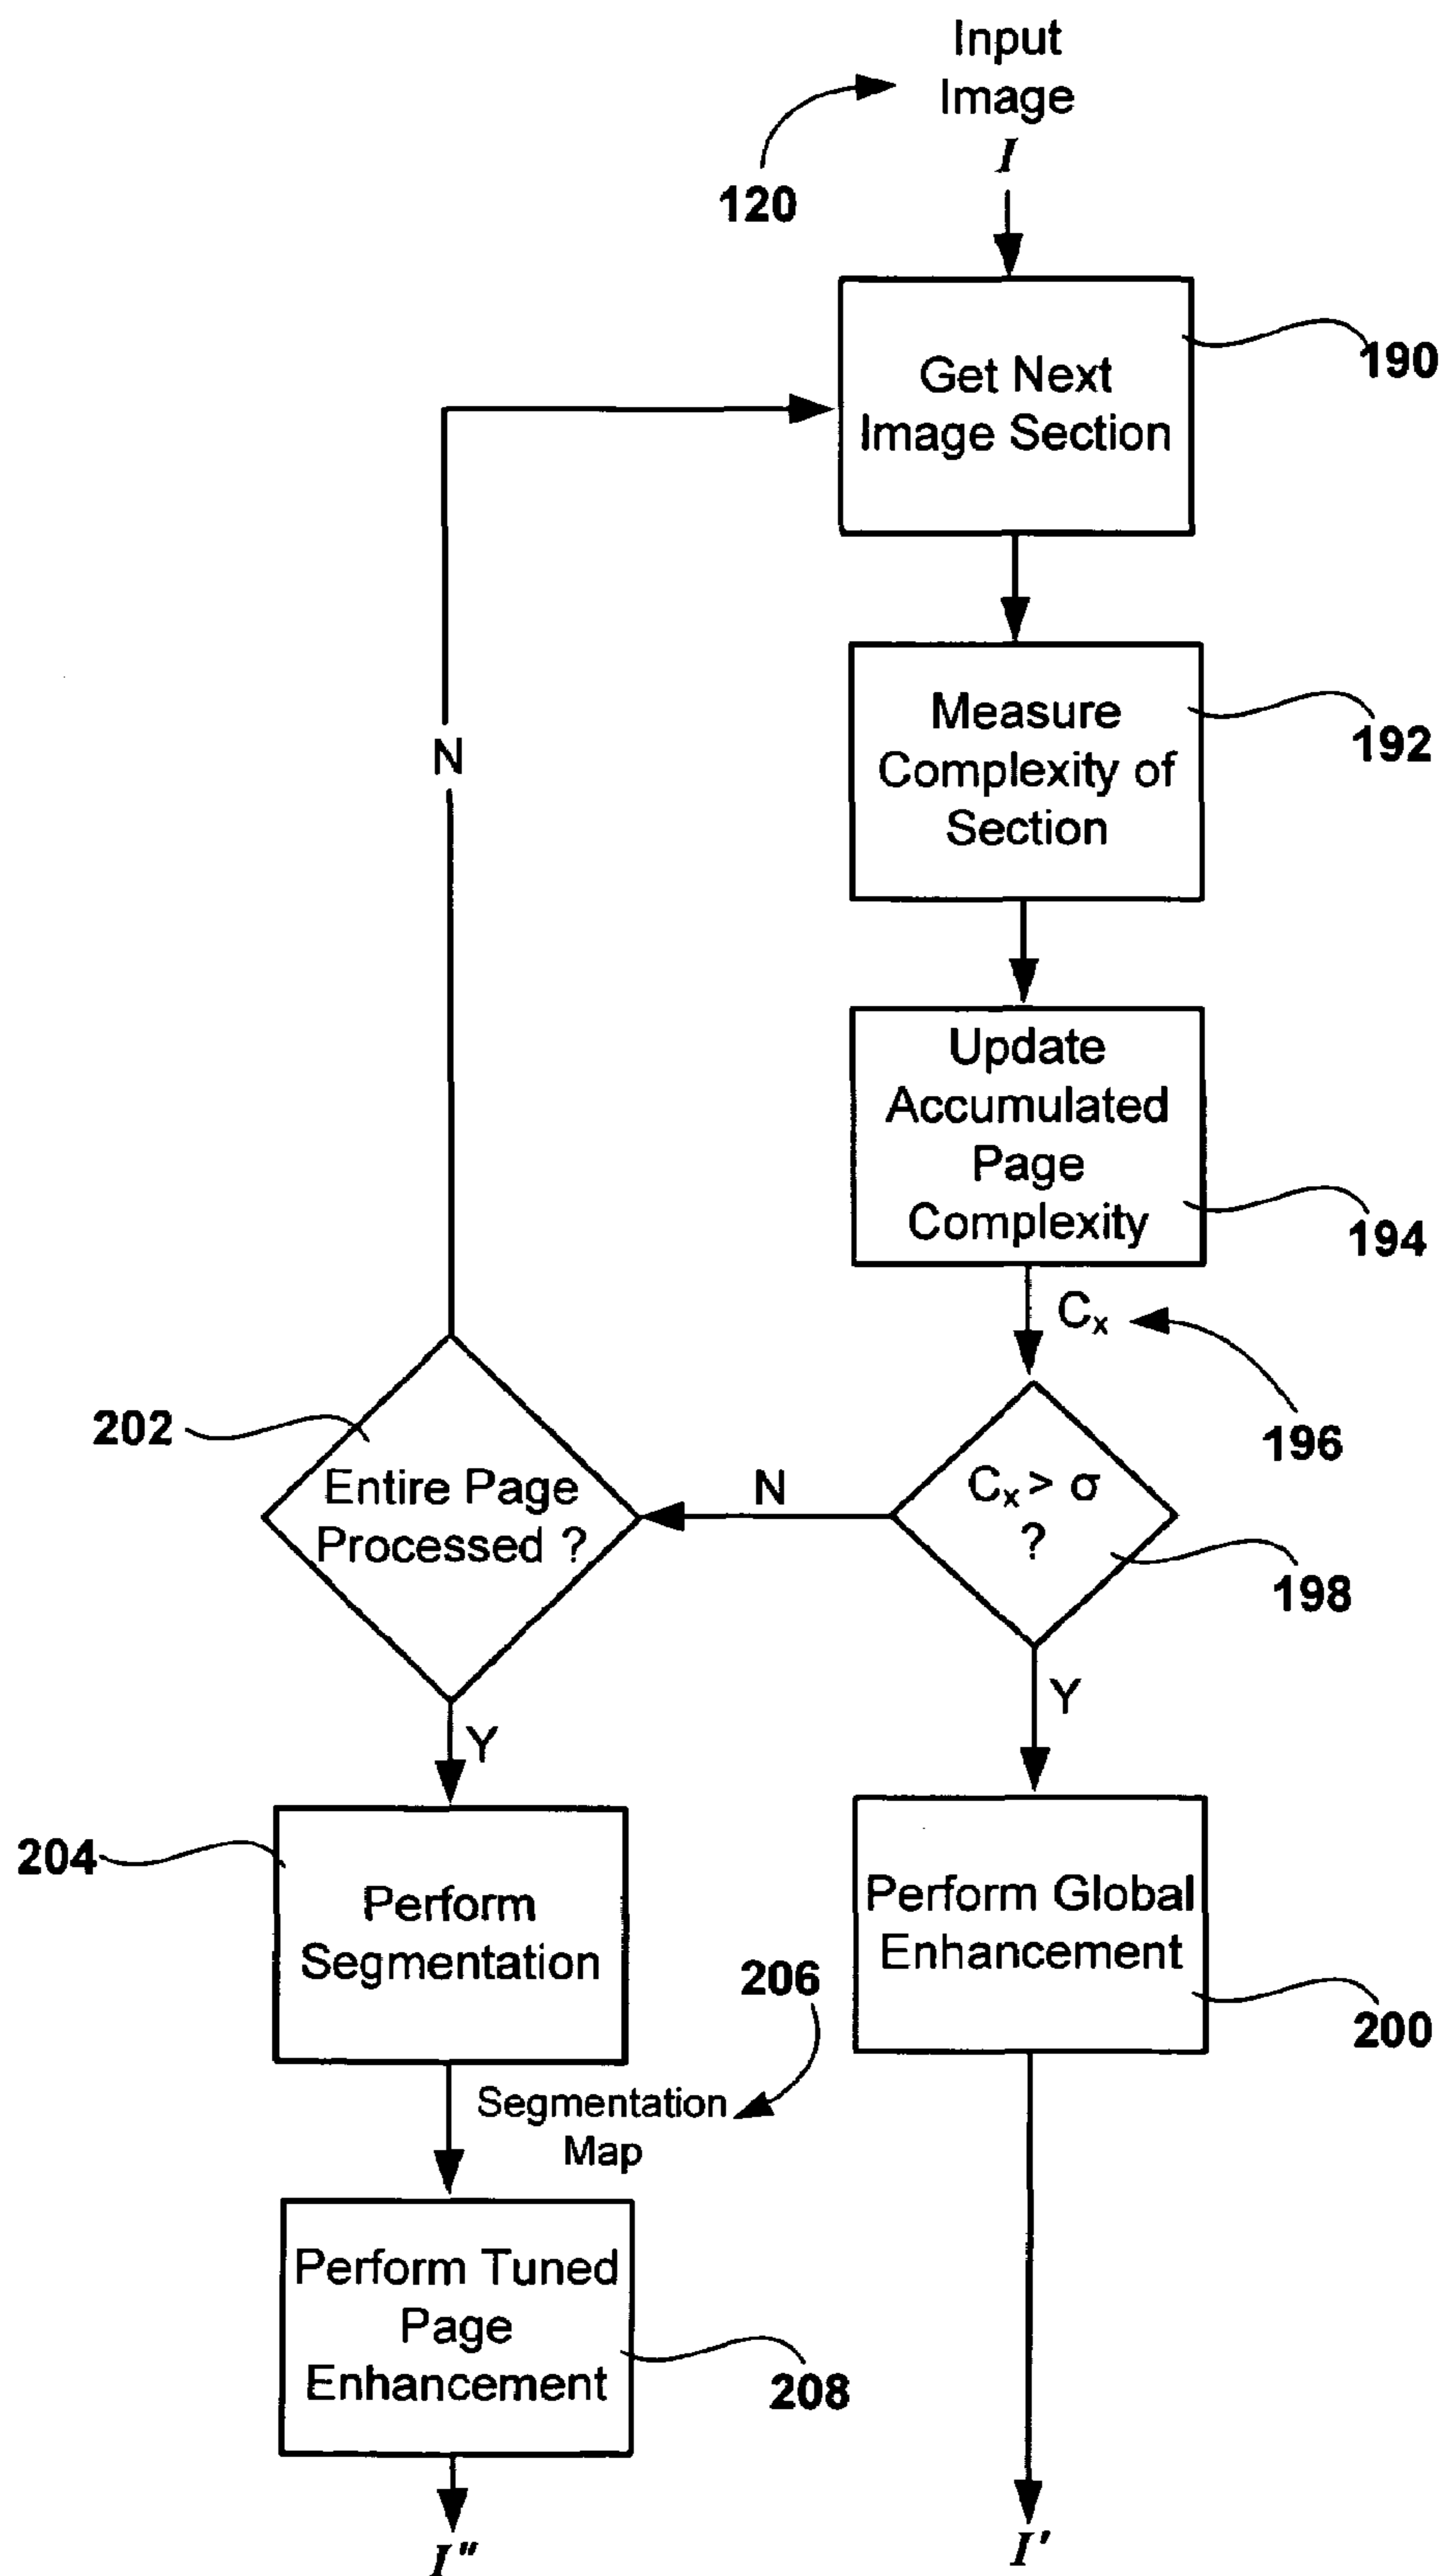 Input
Image
I
120
Get Next
Image Section
190
N
Measure
Complexity of
Section
192
Update
Accumulated
Page
Complexity
194
Cₓ
196
202
Entire Page
Processed ?
N
Cₓ > σ
?
198
Y
Y
204
Perform
Segmentation
Perform Global
Enhancement
206
200
Segmentation
Map
Perform Tuned
Page
Enhancement
208
I"
I'